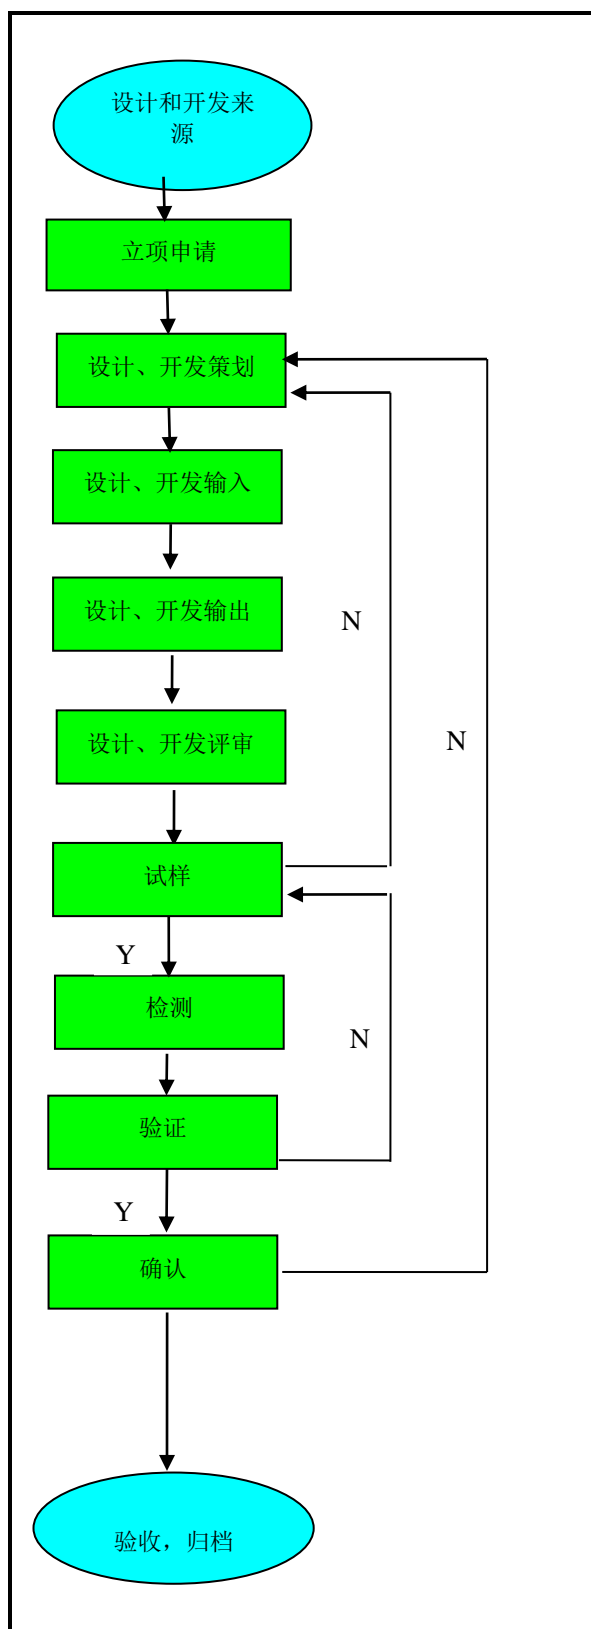 设计和开发来
源
立项申请
设计、开发策划
设计、开发输入
设计、开发输出
N
设计、开发评审
N
试样
Y
检测
N
验证
Y
确认
验收，归档